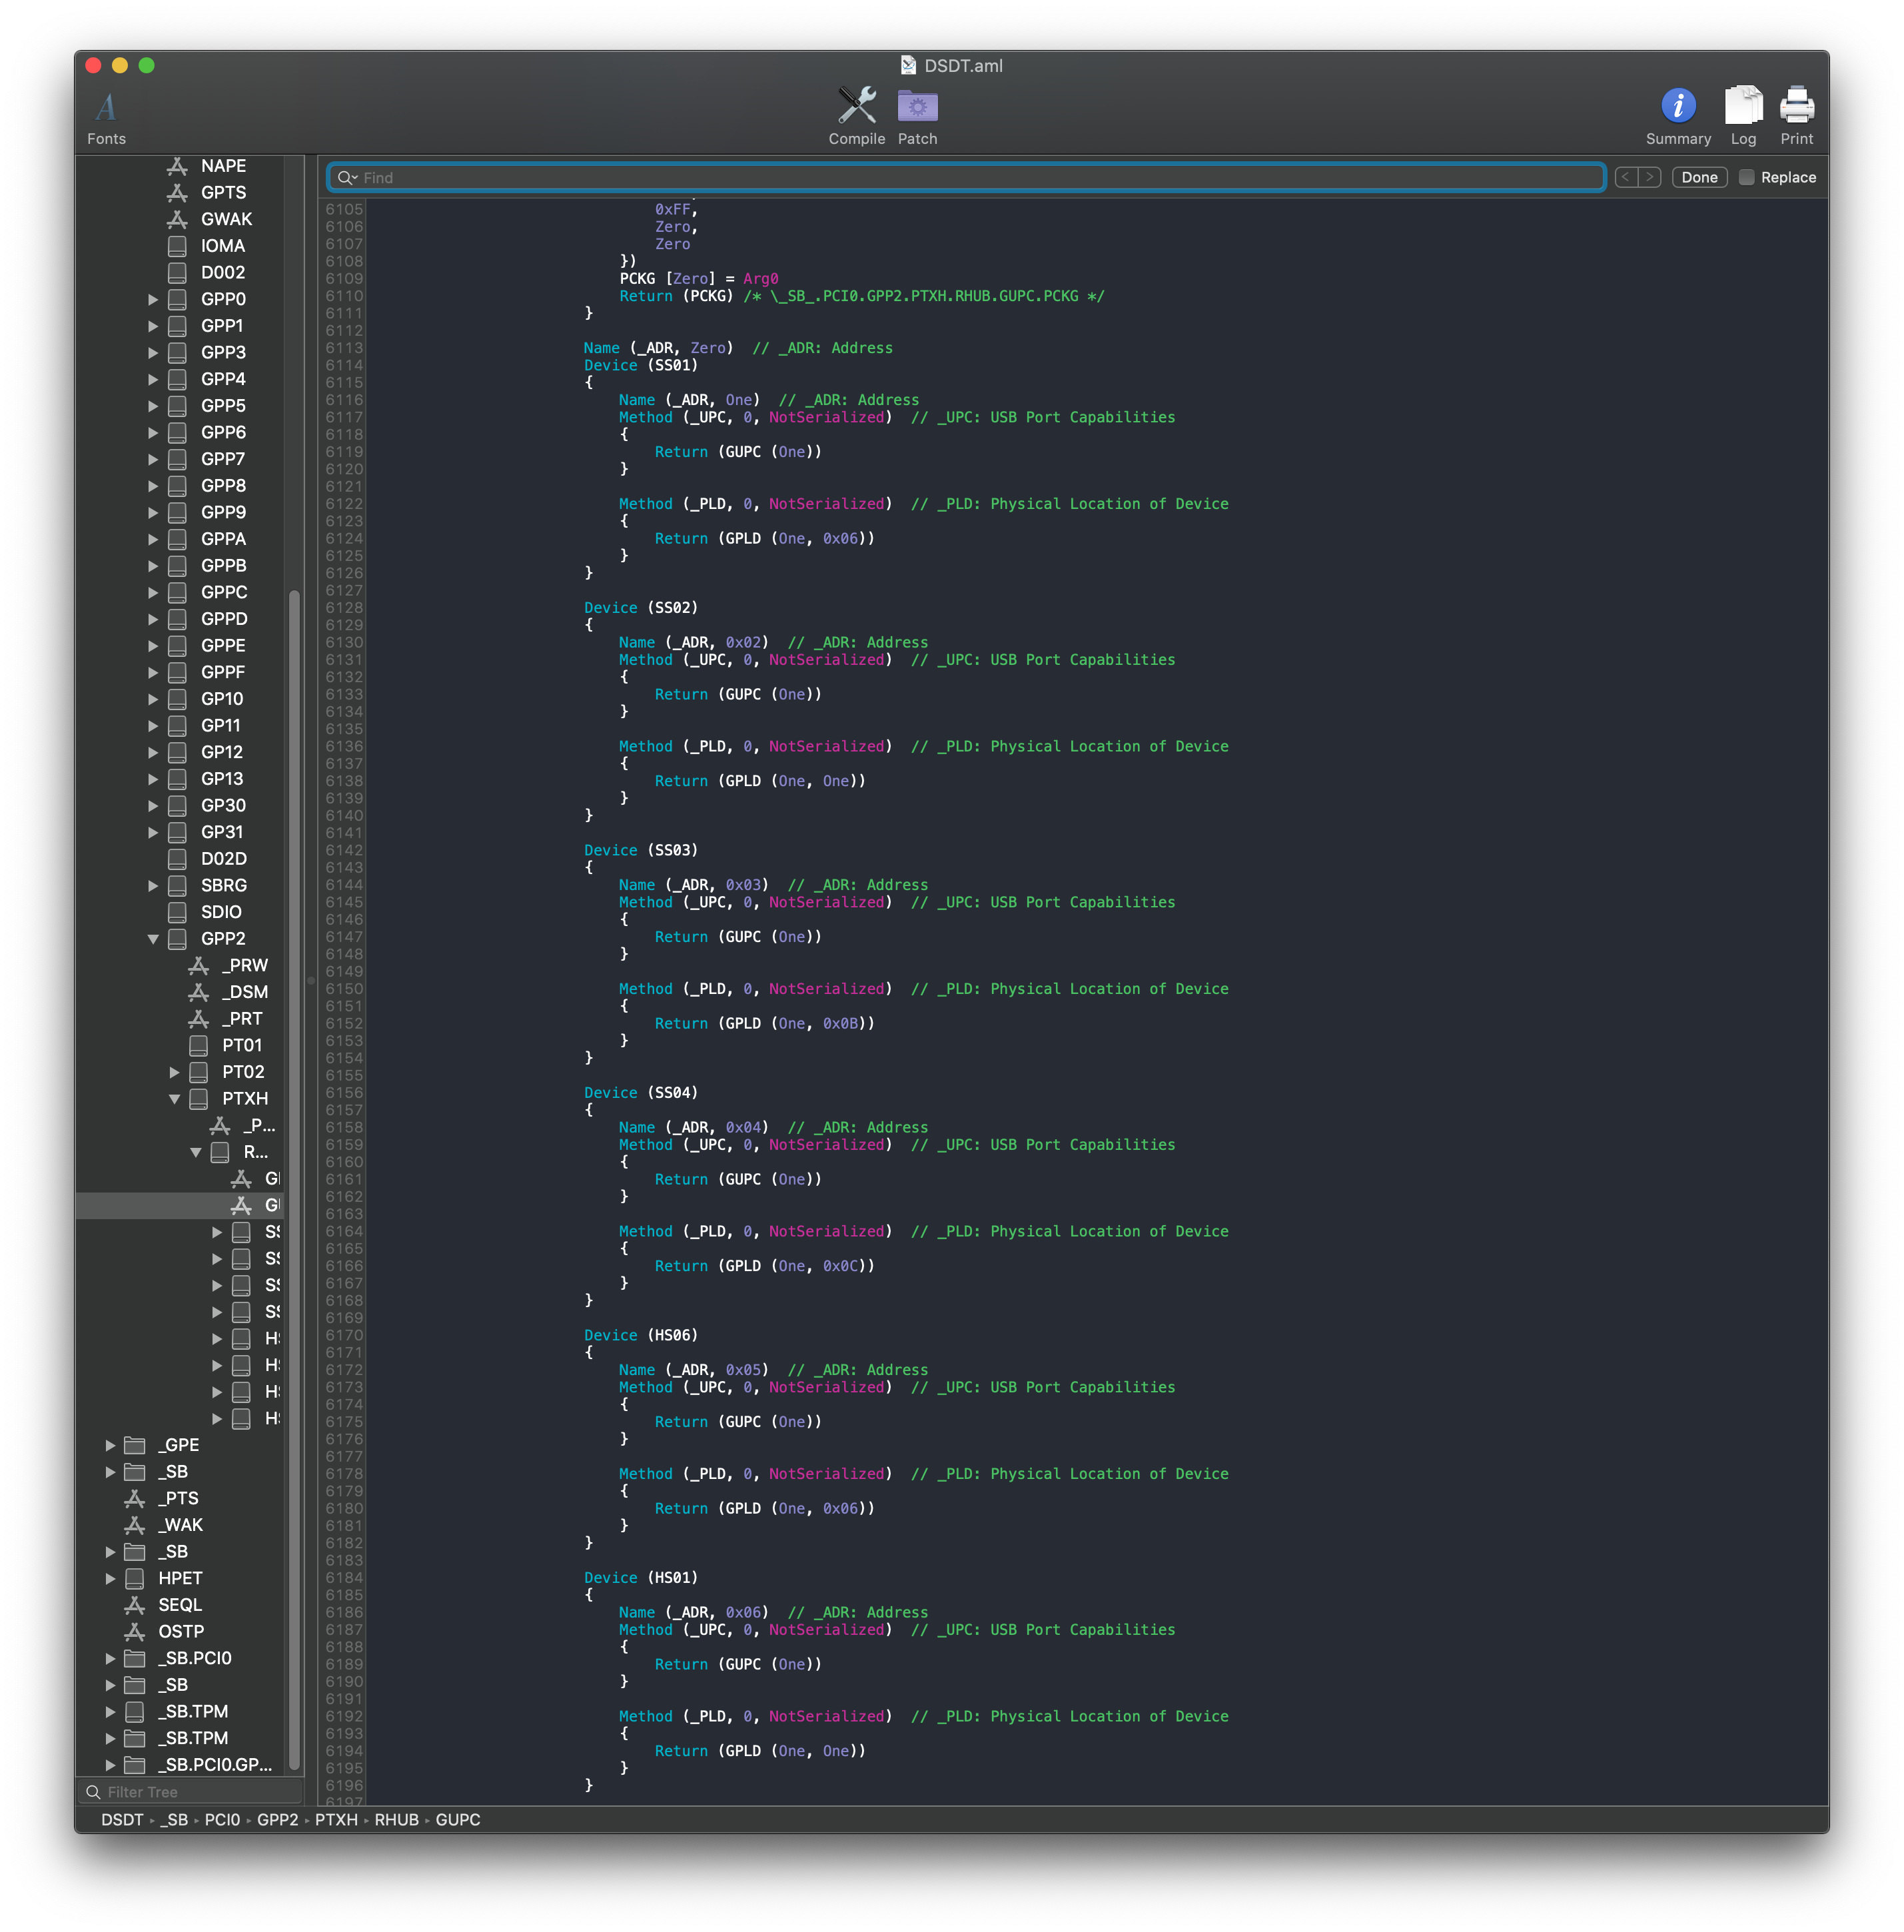 DSDT.aml
Fonts
Compile
Patch
Summary
Log
Print
NAPE
GPTS
GWAK
IOMA
D002
GPP0
GPP1
GPP3
GPP4
GPP5
GPP6
GPP7
GPP8
GPP9
GPPA
GPPB
GPPC
GPPD
GPPE
GPPF
GP10
GP11
GP12
GP13
GP30
GP31
D02D
SBRG
SDIO
GPP2
_PRW
_DSM
_PRT
PT01
PT02
PTXH
_P...
R...
_GPE
_SB
_PTS
_WAK
_SB
HPET
SEQL
OSTP
_SB.PCI0
_SB
_SB.TPM
_SB.TPM
_SB.PCI0.GP...
Filter Tree
Find
< >
Done
Replace
6105 0xFF,
6106 Zero,
6107 Zero
6108 })
6109 PCKG [Zero] = Arg0
6110 Return (PCKG) /* \_SB_.PCI0.GPP2.PTXH.RHUB.GUPC.PCKG */
6111 }
6112
6113 Name (_ADR, Zero)  // _ADR: Address
6114 Device (SS01)
6115 {
6116 Name (_ADR, One)  // _ADR: Address
6117 Method (_UPC, 0, NotSerialized)  // _UPC: USB Port Capabilities
6118 {
6119 Return (GUPC (One))
6120 }
6121
6122 Method (_PLD, 0, NotSerialized)  // _PLD: Physical Location of Device
6123 {
6124 Return (GPLD (One, 0x06))
6125 }
6126 }
6127
6128 Device (SS02)
6129 {
6130 Name (_ADR, 0x02)  // _ADR: Address
6131 Method (_UPC, 0, NotSerialized)  // _UPC: USB Port Capabilities
6132 {
6133 Return (GUPC (One))
6134 }
6135
6136 Method (_PLD, 0, NotSerialized)  // _PLD: Physical Location of Device
6137 {
6138 Return (GPLD (One, One))
6139 }
6140 }
6141
6142 Device (SS03)
6143 {
6144 Name (_ADR, 0x03)  // _ADR: Address
6145 Method (_UPC, 0, NotSerialized)  // _UPC: USB Port Capabilities
6146 {
6147 Return (GUPC (One))
6148 }
6149
6150 Method (_PLD, 0, NotSerialized)  // _PLD: Physical Location of Device
6151 {
6152 Return (GPLD (One, 0x0B))
6153 }
6154 }
6155
6156 Device (SS04)
6157 {
6158 Name (_ADR, 0x04)  // _ADR: Address
6159 Method (_UPC, 0, NotSerialized)  // _UPC: USB Port Capabilities
6160 {
6161 Return (GUPC (One))
6162 }
6163
6164 Method (_PLD, 0, NotSerialized)  // _PLD: Physical Location of Device
6165 {
6166 Return (GPLD (One, 0x0C))
6167 }
6168 }
6169
6170 Device (HS06)
6171 {
6172 Name (_ADR, 0x05)  // _ADR: Address
6173 Method (_UPC, 0, NotSerialized)  // _UPC: USB Port Capabilities
6174 {
6175 Return (GUPC (One))
6176 }
6177
6178 Method (_PLD, 0, NotSerialized)  // _PLD: Physical Location of Device
6179 {
6180 Return (GPLD (One, 0x06))
6181 }
6182 }
6183
6184 Device (HS01)
6185 {
6186 Name (_ADR, 0x06)  // _ADR: Address
6187 Method (_UPC, 0, NotSerialized)  // _UPC: USB Port Capabilities
6188 {
6189 Return (GUPC (One))
6190 }
6191
6192 Method (_PLD, 0, NotSerialized)  // _PLD: Physical Location of Device
6193 {
6194 Return (GPLD (One, One))
6195 }
6196 }
6197
DSDT ▸ _SB ▸ PCI0 ▸ GPP2 ▸ PTXH ▸ RHUB ▸ GUPC